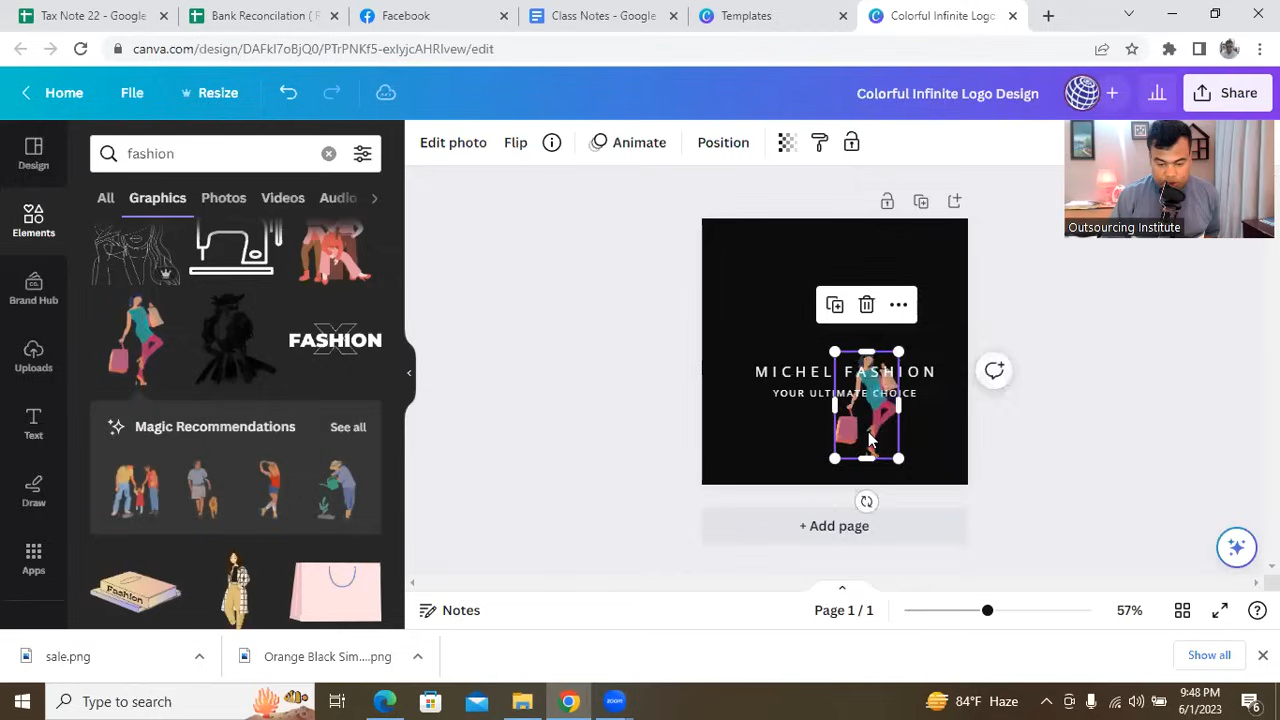 Tax Note 22 - Google
Bank Reconciliation ( F
Facebook
Class Notes - Google
Templates
Colorful Infinite Logo
canva.com/design/DAFkI7oBjQ0/PTrPNKf5-exlyjcAHRlvew/edit
Home
File
Resize
Colorful Infinite Logo Design
Share
fashion
Edit photo
Flip
Animate
Position
Design
All
Graphics
Photos
Videos
Audio
Elements
Outsourcing Institute
Brand Hub
FASHION
MICHEL FASHION
YOUR ULTIMATE CHOICE
Uploads
Magic Recommendations
See all
Text
Draw
+ Add page
Apps
Fashion
Notes
Page 1 / 1
57%
sale.png
Orange Black Sim....png
Show all
Type to search
84°F Haze
9:48 PM
6/1/2023
6